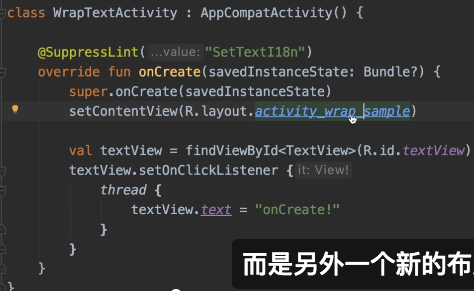 class WrapTextActivity : AppCompatActivity() {
@SuppressLint( ...value: "SetTextI18n")
override fun onCreate(savedInstanceState: Bundle?) {
super.onCreate(savedInstanceState)
setContentView(R.layout.activity_wrap_sample)
val textView = findViewById<TextView>(R.id.textView)
textView.setOnClickListener { it: View!
thread {
textView.text = "onCreate!"
}
}
}
}
而是另外一个新的布